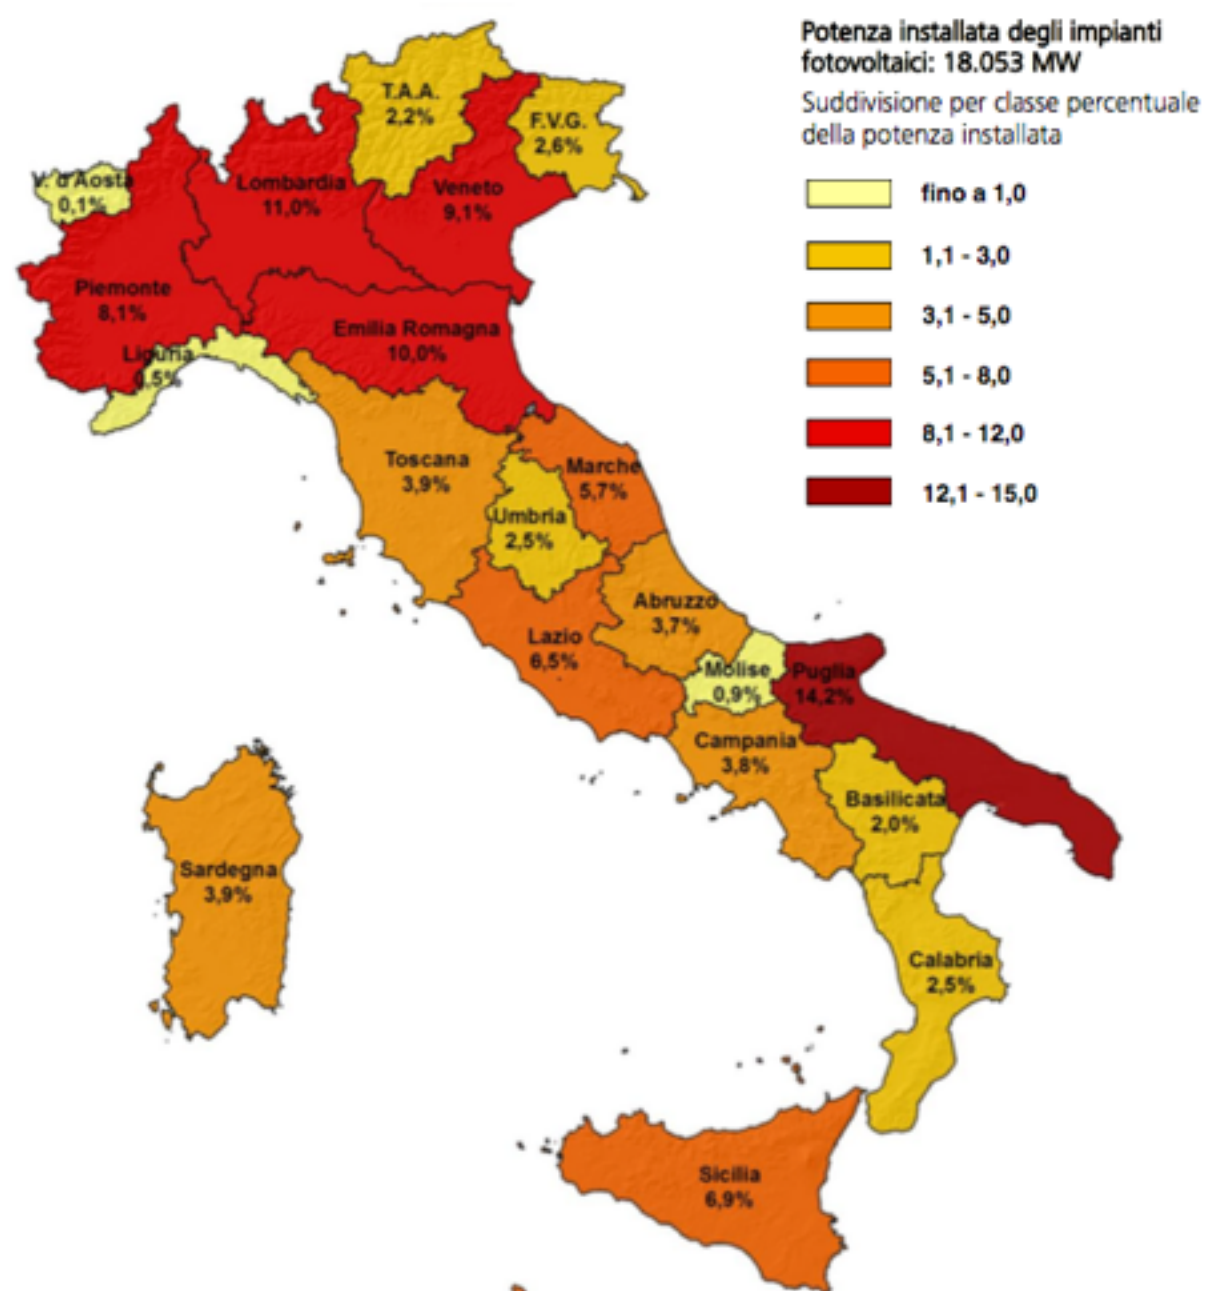 Potenza installata degli impianti
fotovoltaici: 18.053 MW
Suddivisione per classe percentuale
della potenza installata
fino a 1,0
1,1 - 3,0
3,1 - 5,0
5,1 - 8,0
8,1 - 12,0
12,1 - 15,0
T.A.A.
2,2%
F.V.G.
2,6%
V. d'Aosta
0,1%
Lombardia
11,0%
Veneto
9,1%
Piemonte
8,1%
Emilia Romagna
10,0%
Liguria
0,5%
Toscana
3,9%
Marche
5,7%
Umbria
2,5%
Abruzzo
3,7%
Lazio
6,5%
Molise
0,9%
Puglia
14,2%
Campania
3,8%
Basilicata
2,0%
Sardegna
3,9%
Calabria
2,5%
Sicilia
6,9%